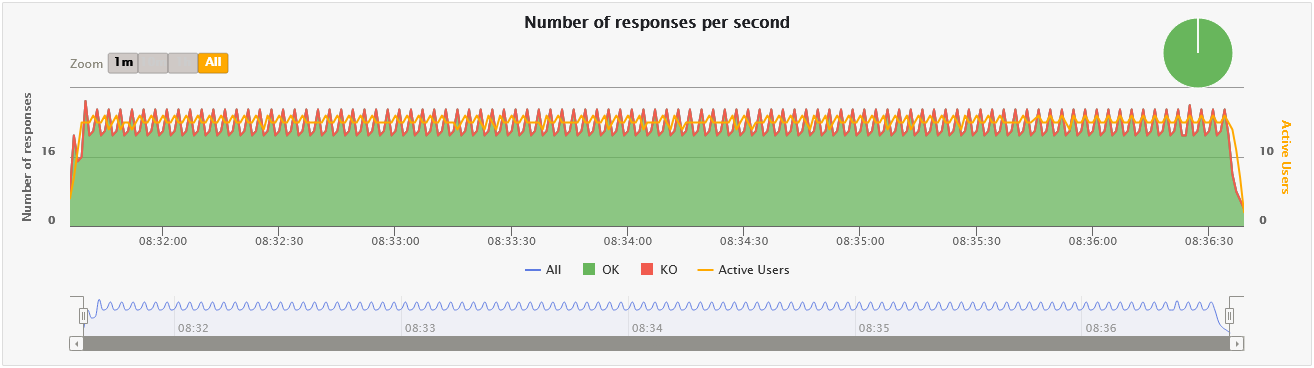 Number of responses per second
Zoom 1m All
Number of responses
16
0
Active Users
10
0
08:32:00 08:32:30 08:33:00 08:33:30 08:34:00 08:34:30 08:35:00 08:35:30 08:36:00 08:36:30
All OK KO Active Users
08:32 08:33 08:34 08:35 08:36